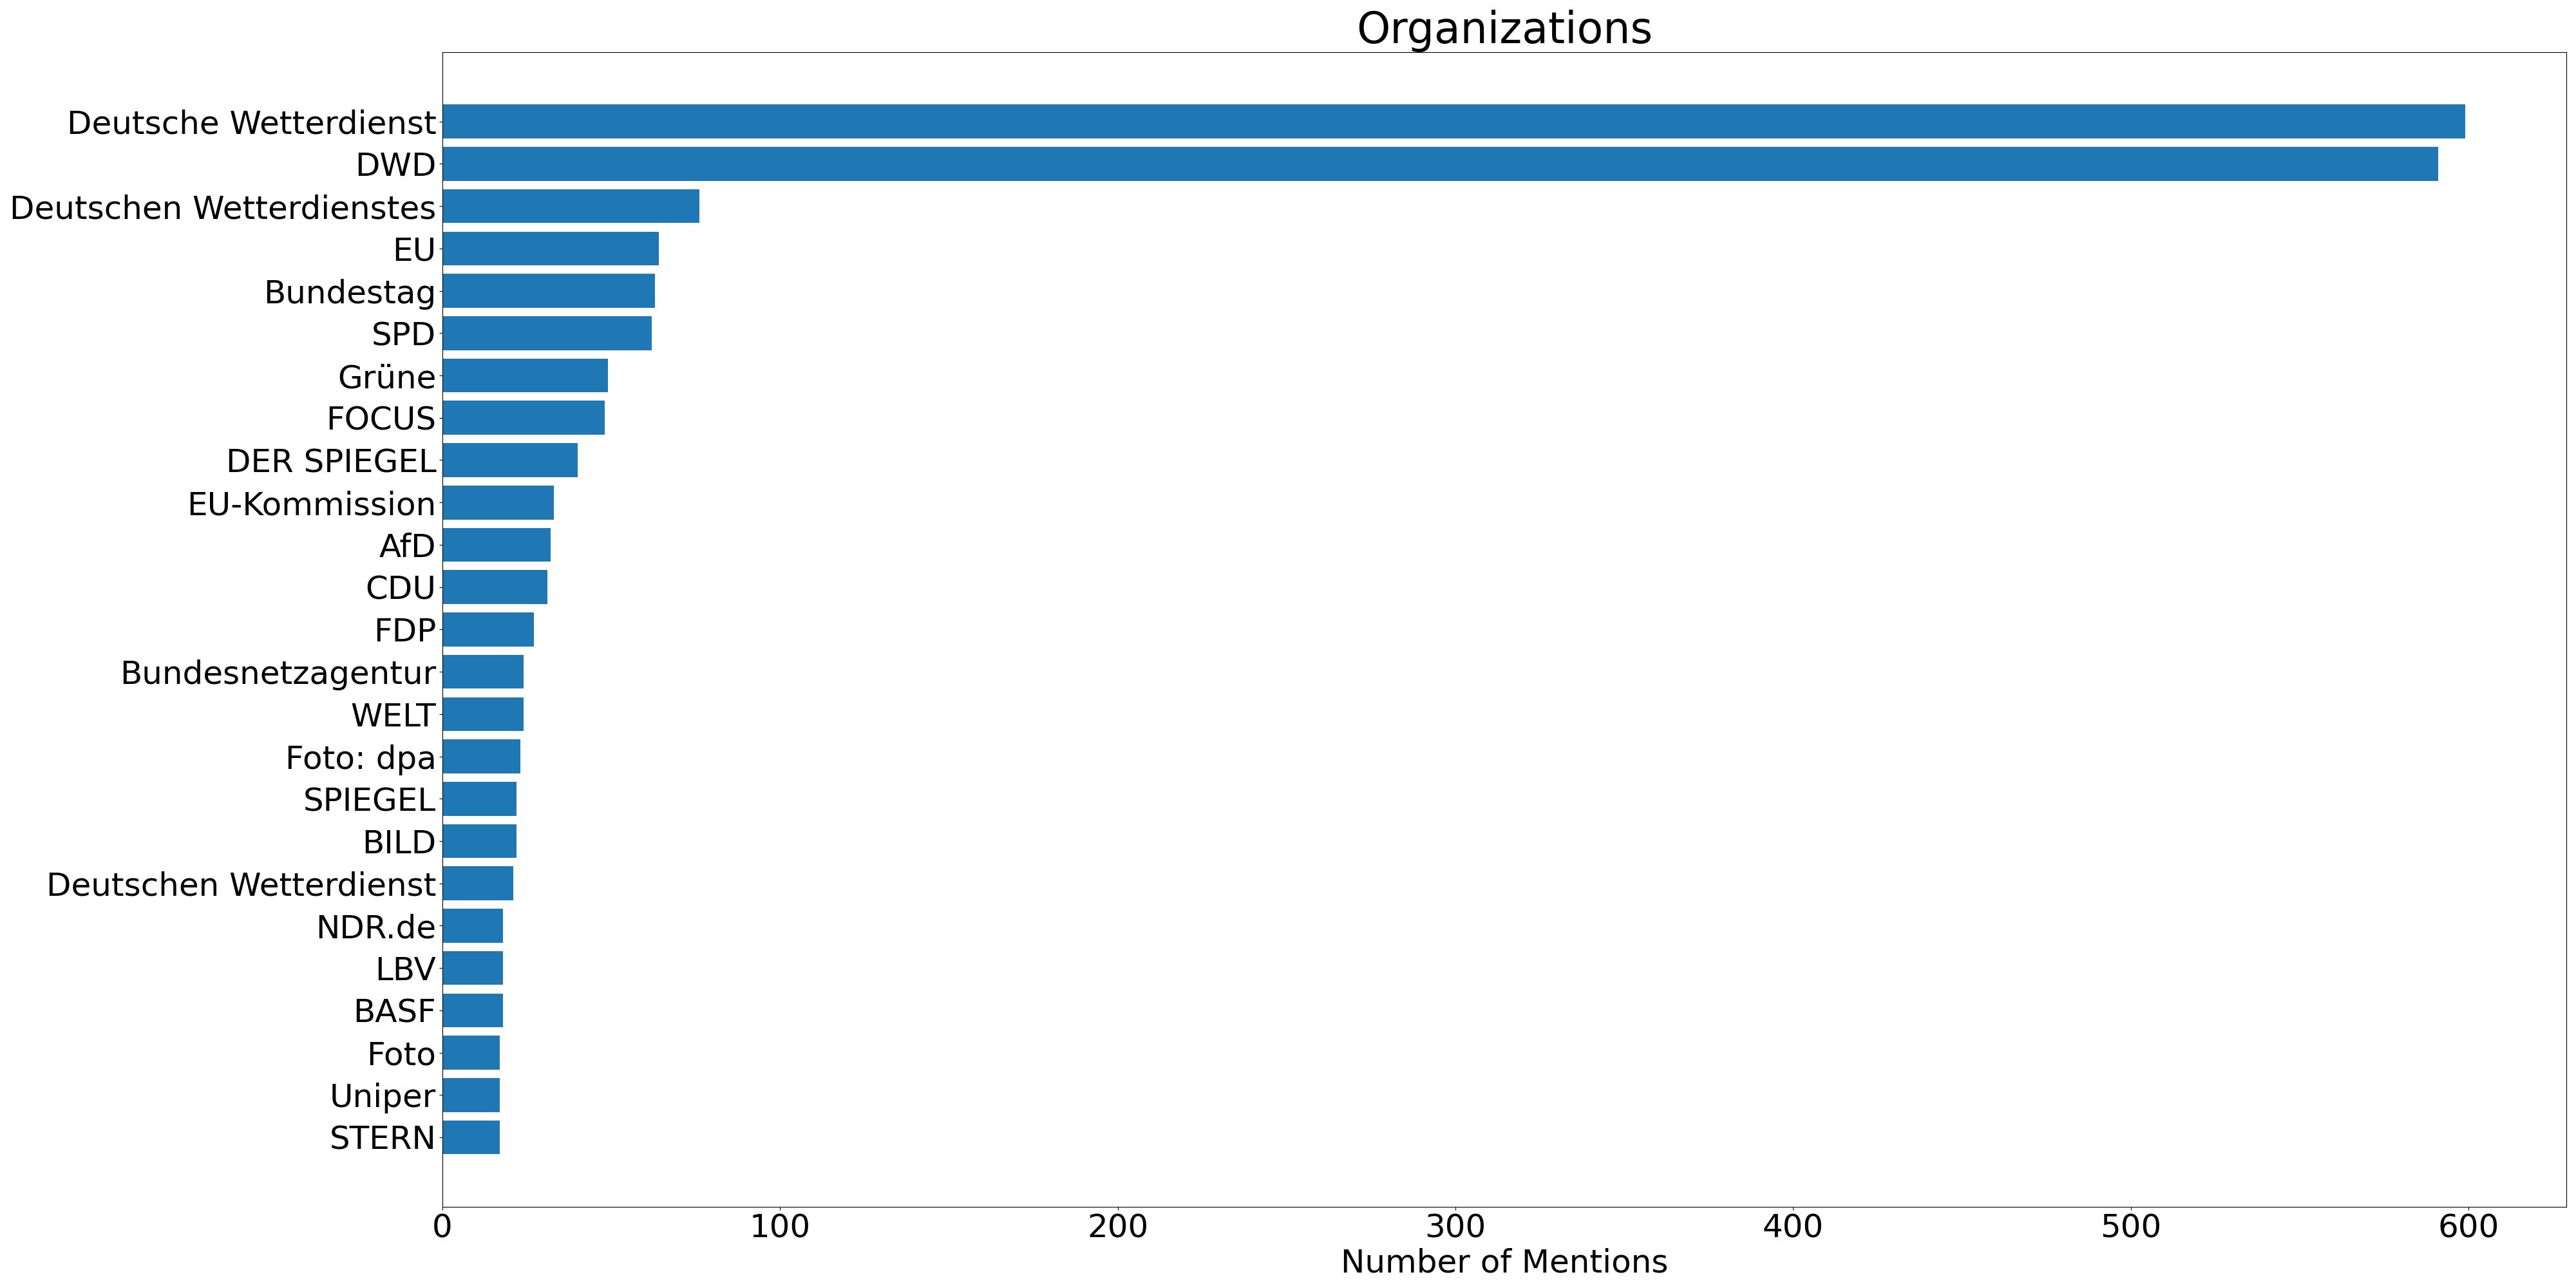 Organizations
Deutsche Wetterdienst
DWD
Deutschen Wetterdienstes
EU
Bundestag
SPD
Grüne
FOCUS
DER SPIEGEL
EU-Kommission
AfD
CDU
FDP
Bundesnetzagentur
WELT
Foto: dpa
SPIEGEL
BILD
Deutschen Wetterdienst
NDR.de
LBV
BASF
Foto
Uniper
STERN
0 100 200 300 400 500 600
Number of Mentions